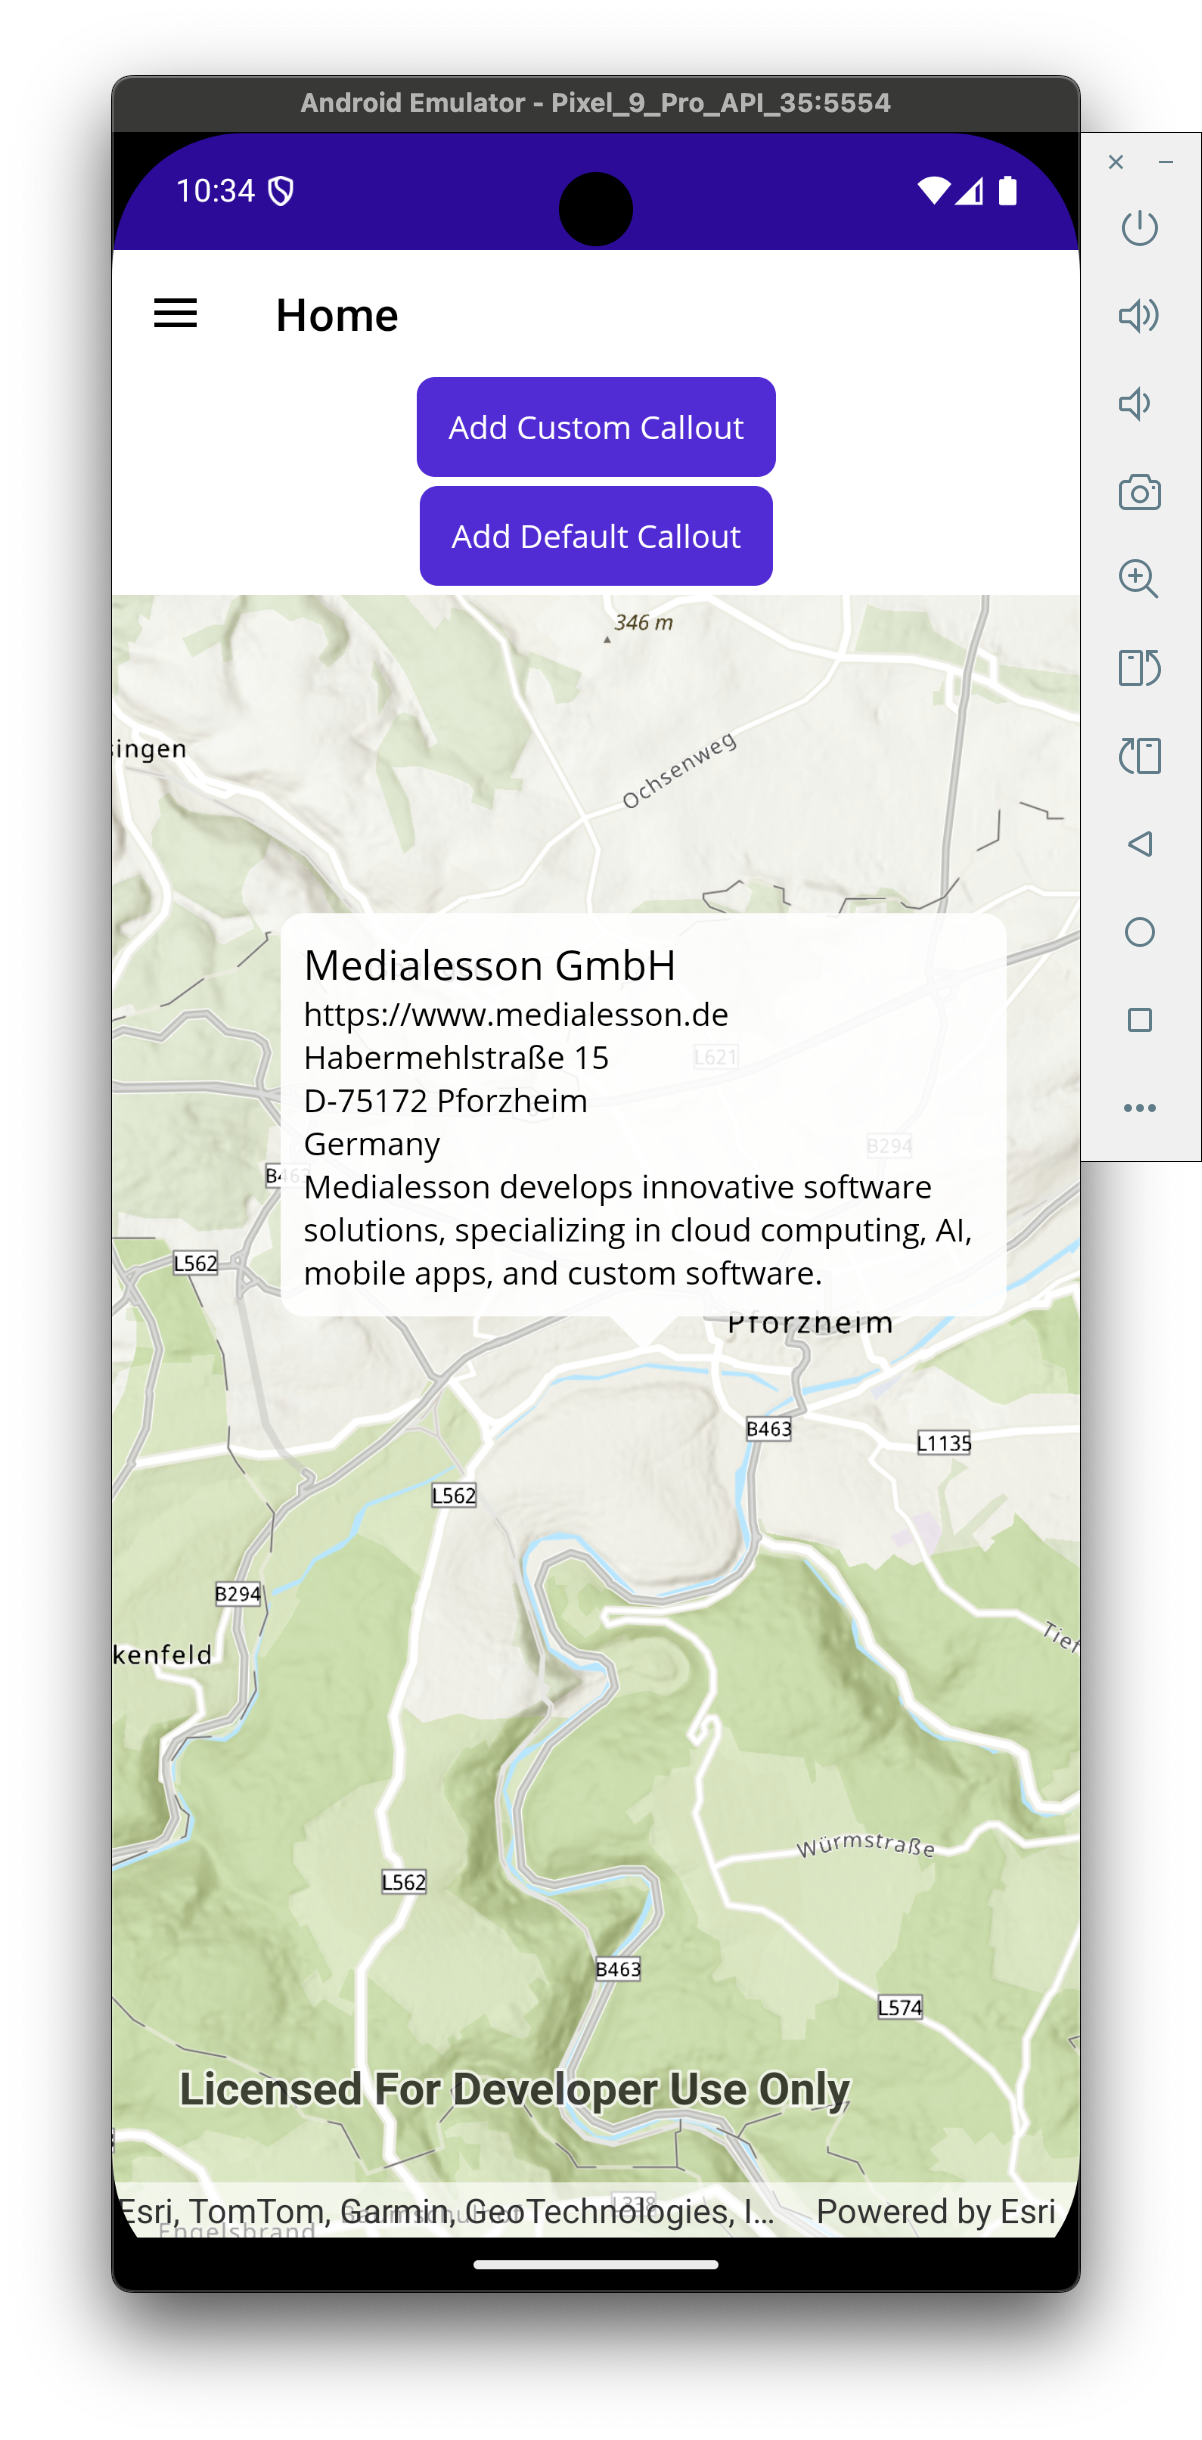 Android Emulator - Pixel_9_Pro_API_35:5554
10:34
Home
Add Custom Callout
Add Default Callout
346 m
singen
Ochsenweg
Medialesson GmbH
https://www.medialesson.de
Habermehlstraße 15
L621
D-75172 Pforzheim
Germany
B294
B463
Medialesson develops innovative software
solutions, specializing in cloud computing, AI,
mobile apps, and custom software.
L562
Pforzheim
B463
L1135
L562
B294
Tief
kenfeld
Würmstraße
L562
B463
L574
Licensed For Developer Use Only
L338
Esri, TomTom, Garmin, GeoTechnologies, I... Powered by Esri
Engelsbrand